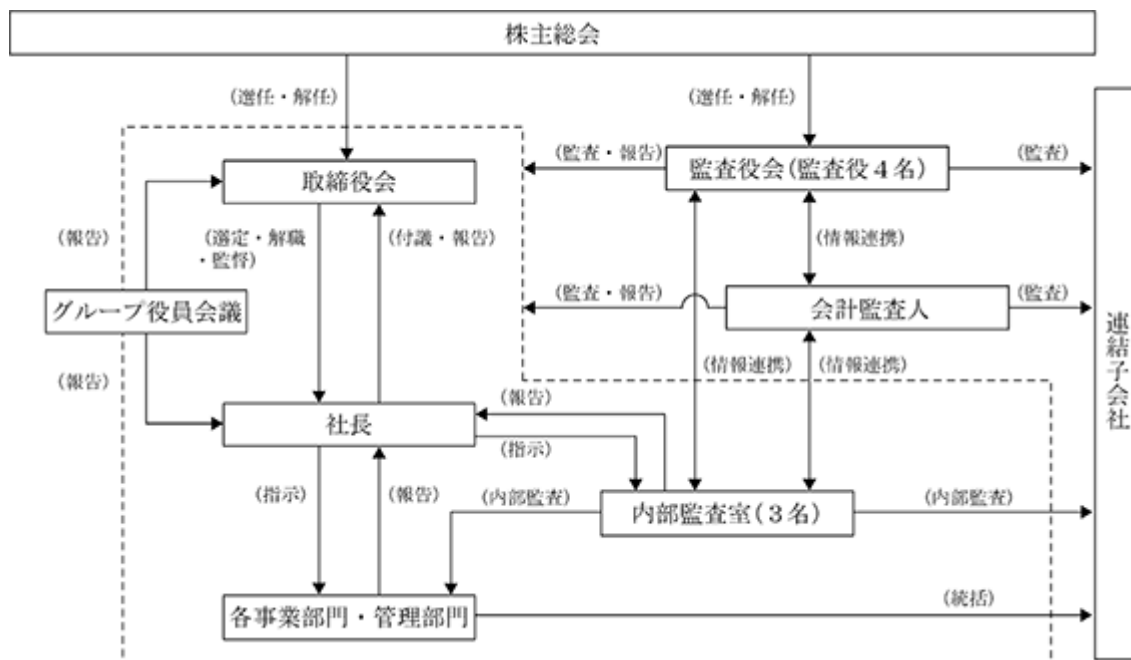 株主総会
(選任・解任)
(選任・解任)
(監査・報告)
監査役会(監査役４名)
(監査)
取締役会
(報告)
(選定・解職
・監督)
(付議・報告)
(情報連携)
グループ役員会議
(監査・報告)
会計監査人
(監査)
連結子会社
(報告)
(情報連携)
(情報連携)
(報告)
社長
(指示)
(指示)
(報告)
(内部監査)
内部監査室(３名)
(内部監査)
各事業部門・管理部門
(統括)